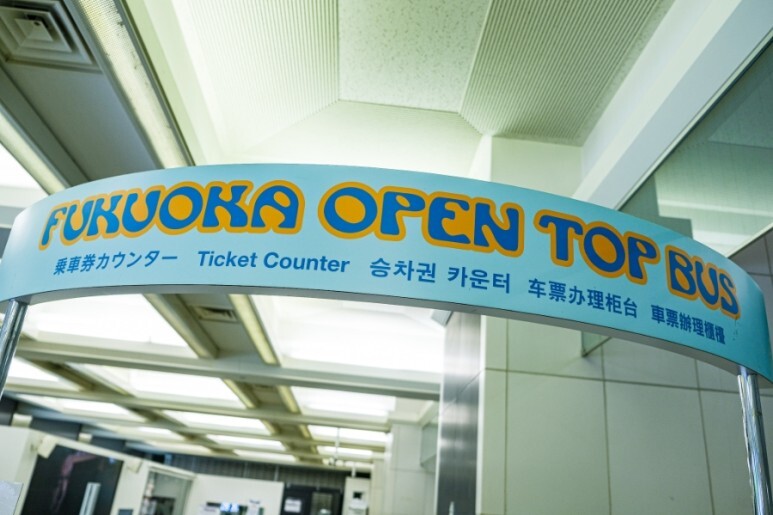 FUKUOKA OPEN TOP BUS
乗車券カウンター Ticket Counter 승차권 카운터 车票办理柜台 車票辦理櫃檯